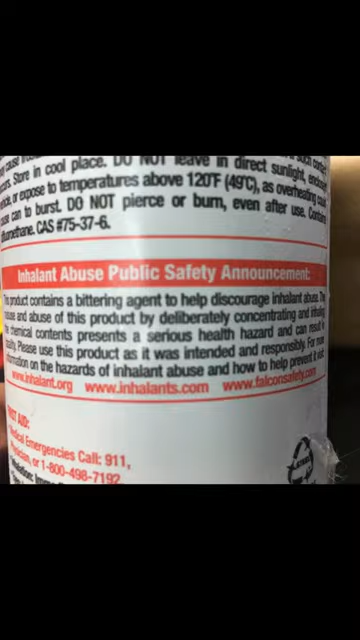 cause
such
Store in cool place. DO NOT leave in direct sunlight,
or expose to temperatures above 120°F (49°C), as overheating
can to burst. DO NOT pierce or burn, even after use.
CAS #75-37-6.
Inhalant Abuse Public Safety Announcement:
product contains a bittering agent to help discourage inhalant abuse.
and abuse of this product by deliberately concentrating and
chemical contents presents a serious health hazard and can result
Please use this product as it was intended and responsibly. For
on the hazards of inhalant abuse and how to help prevent it
www.inhalant.org www.inhalants.com www.falconsafety.com
AID:
Medical Emergencies Call: 911,
or 1-800-498-7192